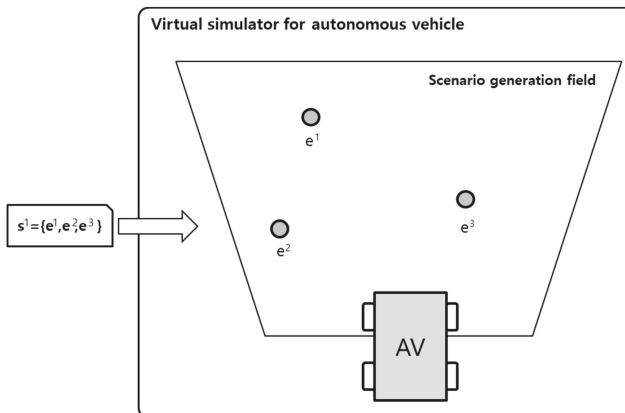 Virtual simulator for autonomous vehicle
Scenario generation field
e¹
s¹={e¹,e²,e³}
e³
e²
AV